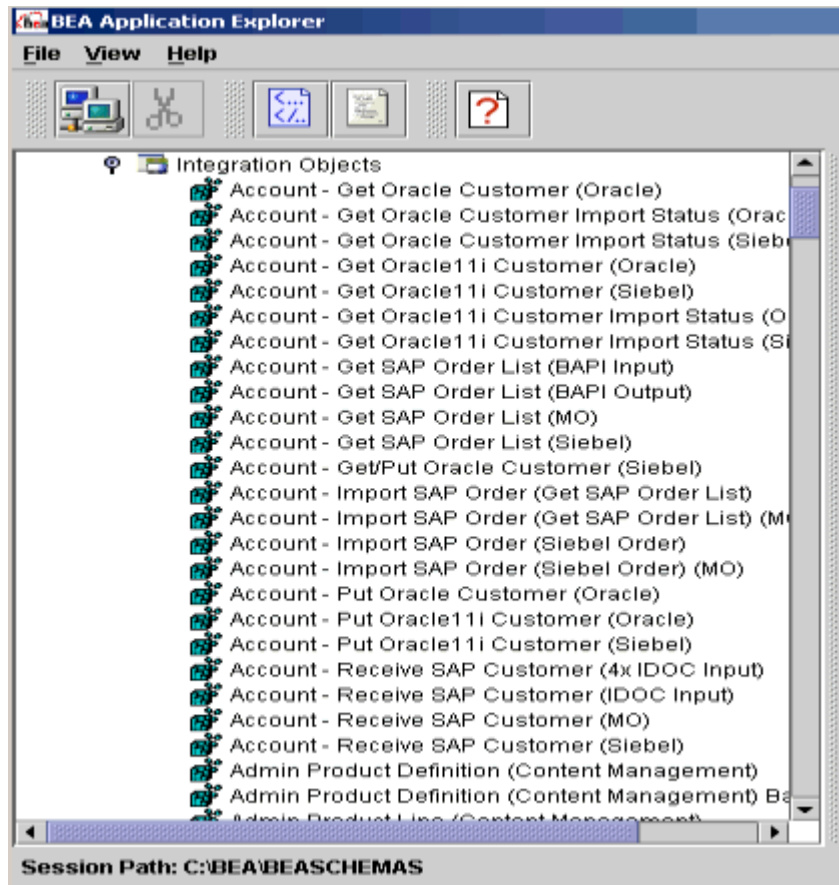 BEA Application Explorer
File View Help
Integration Objects
Account - Get Oracle Customer (Oracle)
Account - Get Oracle Customer Import Status (Orac
Account - Get Oracle Customer Import Status (Sieb
Account - Get Oracle11i Customer (Oracle)
Account - Get Oracle11i Customer (Siebel)
Account - Get Oracle11i Customer Import Status (O
Account - Get Oracle11i Customer Import Status (Si
Account - Get SAP Order List (BAPI Input)
Account - Get SAP Order List (BAPI Output)
Account - Get SAP Order List (MO)
Account - Get SAP Order List (Siebel)
Account - Get/Put Oracle Customer (Siebel)
Account - Import SAP Order (Get SAP Order List)
Account - Import SAP Order (Get SAP Order List) (M
Account - Import SAP Order (Siebel Order)
Account - Import SAP Order (Siebel Order) (MO)
Account - Put Oracle Customer (Oracle)
Account - Put Oracle11i Customer (Oracle)
Account - Put Oracle11i Customer (Siebel)
Account - Receive SAP Customer (4x IDOC Input)
Account - Receive SAP Customer (IDOC Input)
Account - Receive SAP Customer (MO)
Account - Receive SAP Customer (Siebel)
Admin Product Definition (Content Management)
Admin Product Definition (Content Management) Ba
Admin Product Line (Content Management)
Session Path: C:\BEA\BEASCHEMAS